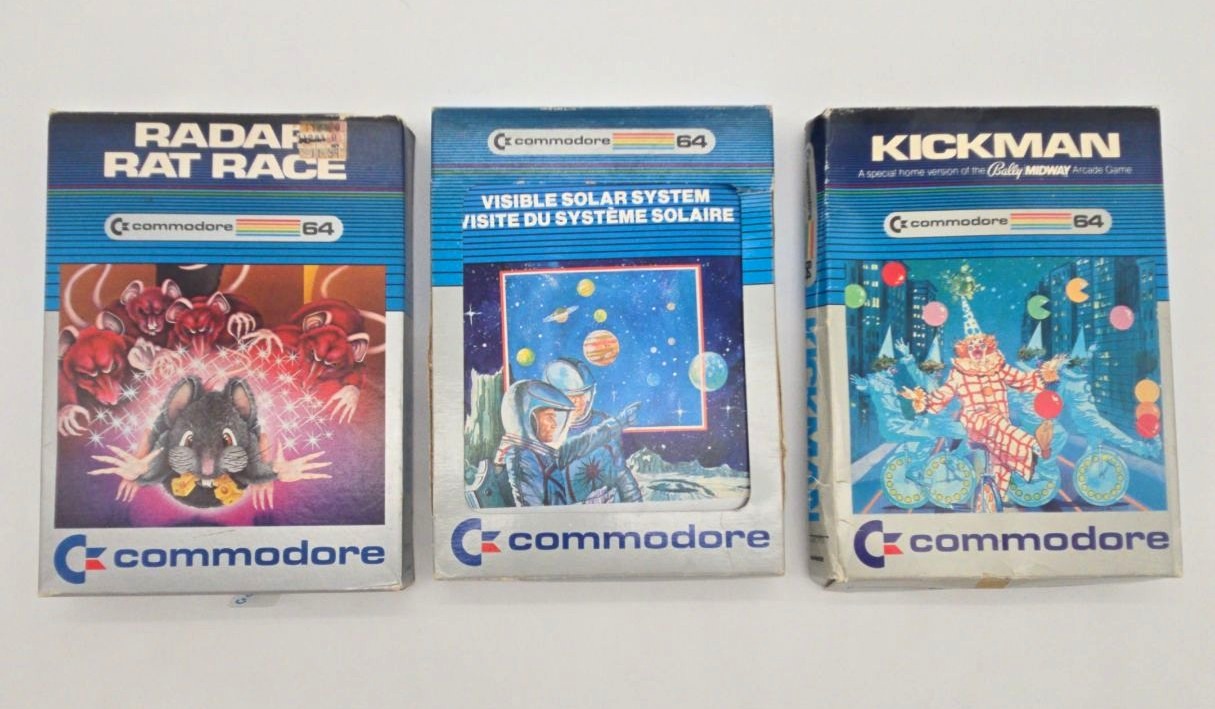 RADAR
RAT RACE
commodore 64
commodore
commodore 64
VISIBLE SOLAR SYSTEM
VISITE DU SYSTÈME SOLAIRE
commodore
KICKMAN
A special home version of the Bally MIDWAY Arcade Game
commodore 64
commodore
KICKMAN